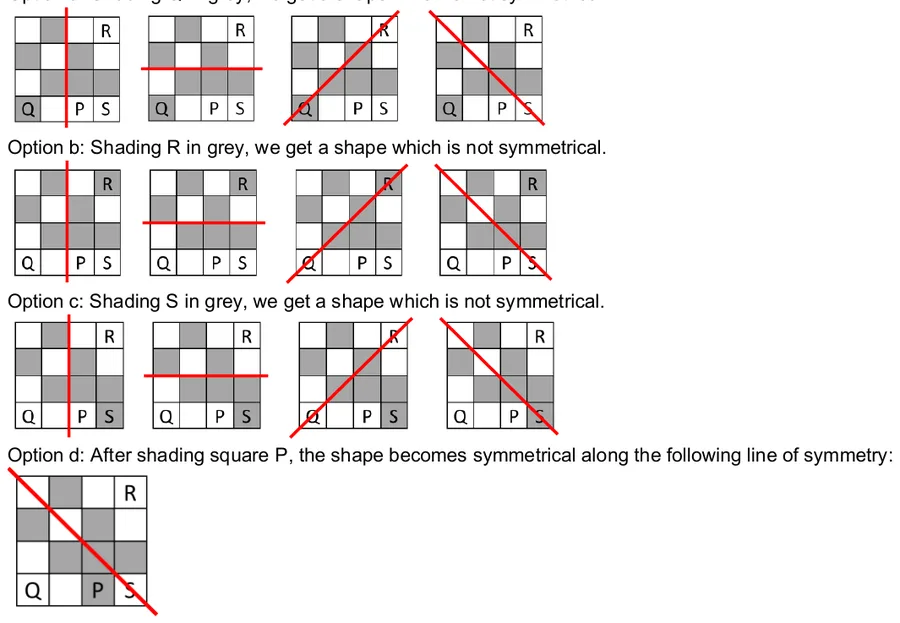 R R R R
Q P S Q P S Q P S Q P S
Option b: Shading R in grey, we get a shape which is not symmetrical.
R R R R
Q P S Q P S Q P S Q P S
Option c: Shading S in grey, we get a shape which is not symmetrical.
R R R R
Q P S Q P S Q P S Q P S
Option d: After shading square P, the shape becomes symmetrical along the following line of symmetry:
R
Q P S